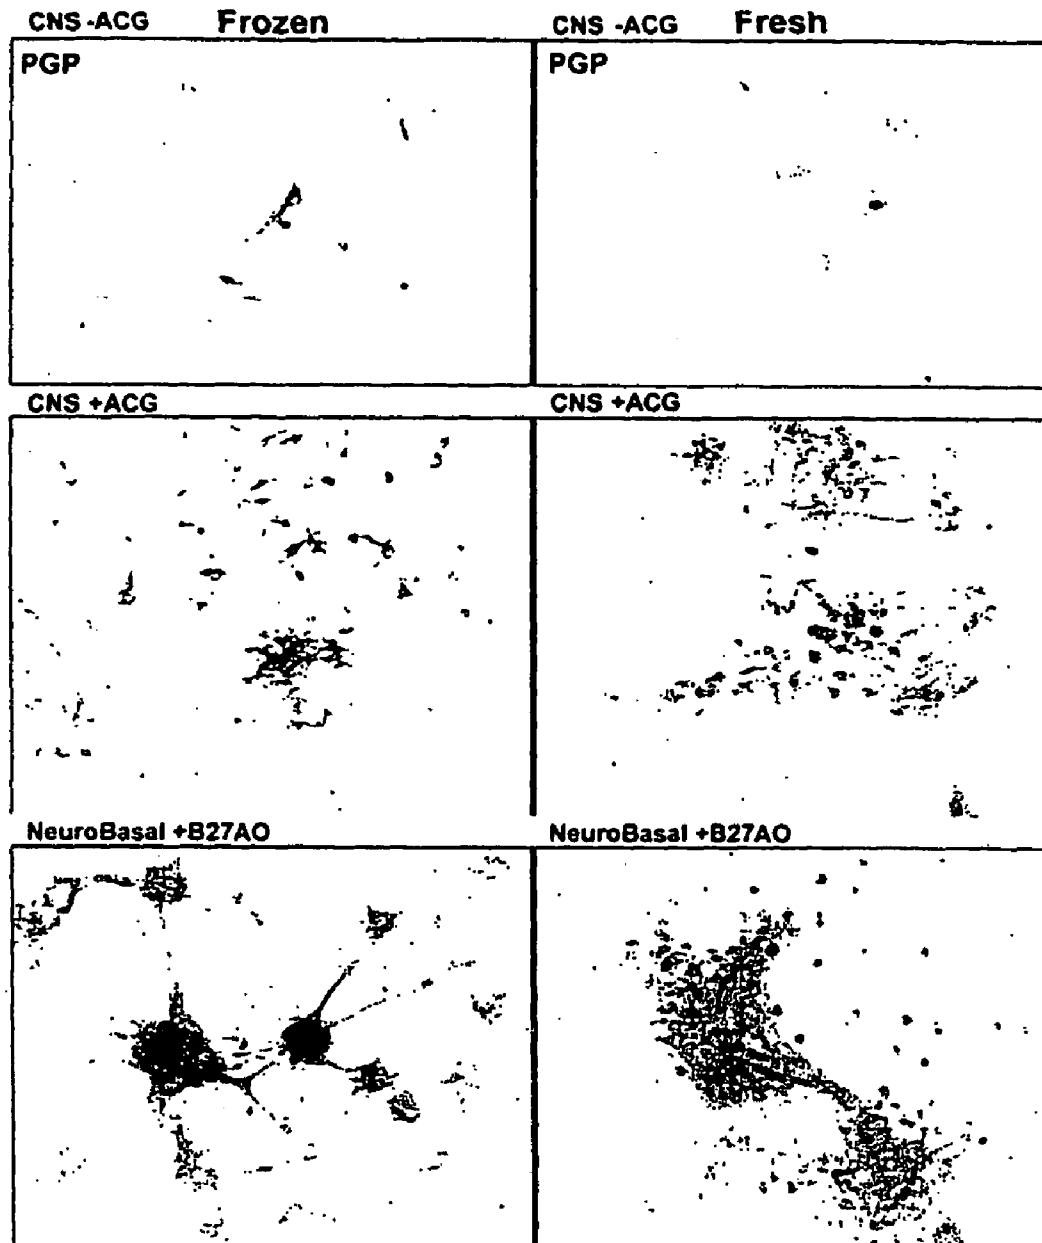 CNS -ACG Frozen
CNS -ACG Fresh
PGP
PGP
CNS +ACG
CNS +ACG
NeuroBasal +B27AO
NeuroBasal +B27AO